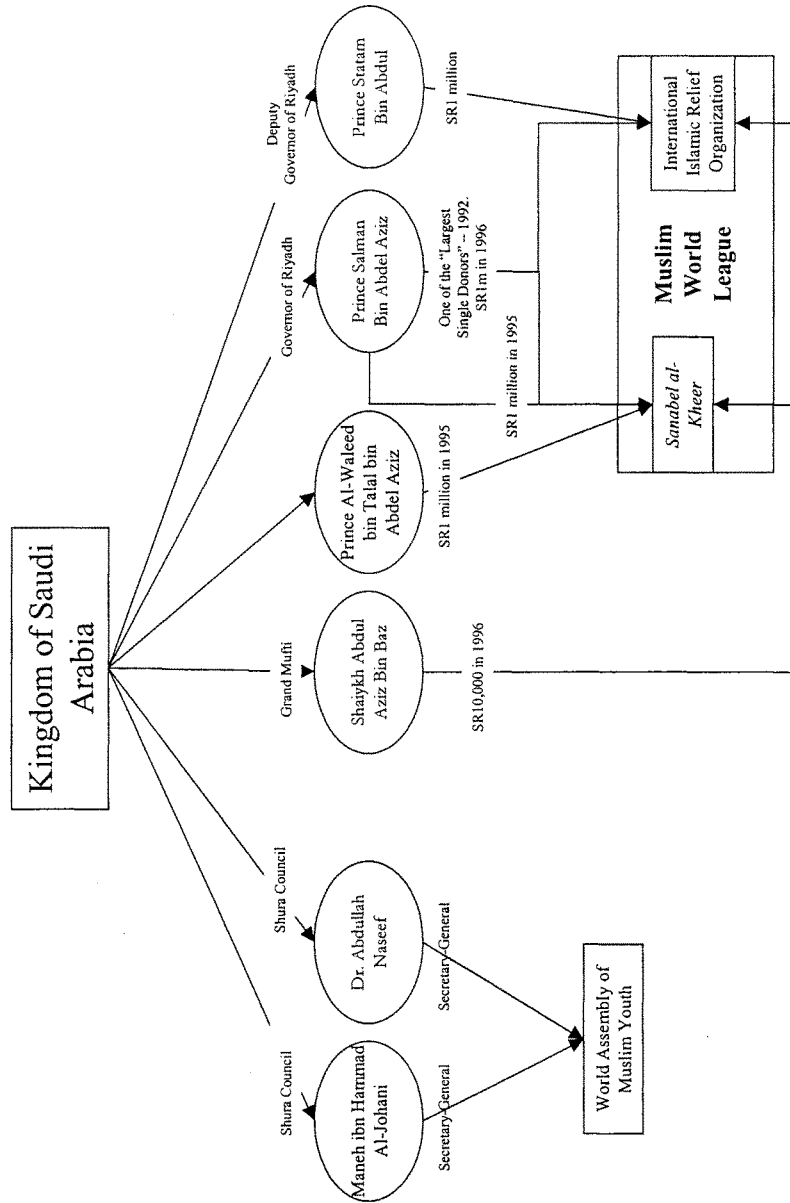 Kingdom of Saudi
Arabia
Shura Council
Shura Council
Grand Mufti
Governor of Riyadh
Deputy
Governor of Riyadh
Maneh ibn Hammad
Al-Johani
Dr. Abdullah
Naseef
Shaiykh Abdul
Aziz Bin Baz
Prince Al-Waleed
bin Talal bin
Abdel Aziz
Prince Salman
Bin Abdel Aziz
Prince Statam
Bin Abdul
Secretary-General
Secretary-General
SR10,000 in 1996
SR1 million in 1995
One of the "Largest
Single Donors" – 1992.
SR1m in 1996
SR1 million
SR1 million in 1995
World Assembly of
Muslim Youth
Sanabel al-
Kheer
Muslim
World
League
International
Islamic Relief
Organization